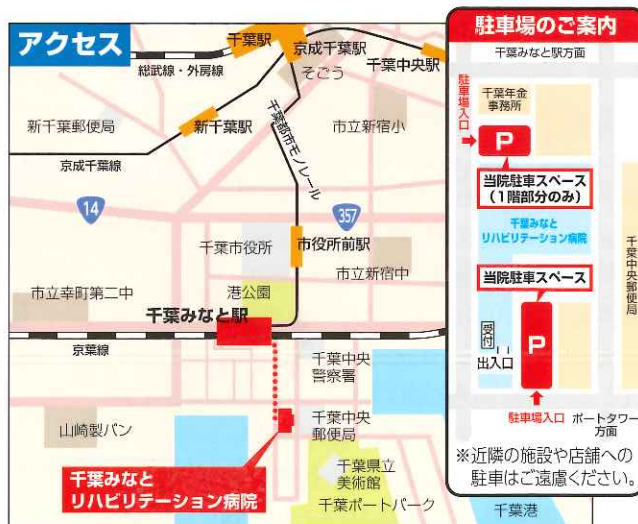 アクセス
千葉駅
京成千葉駅
総武線・外房線
そごう
千葉中央駅
新千葉郵便局
新千葉駅
市立新宿小
京成千葉線
千葉都市モノレール
14
357
千葉市役所
市役所前駅
市立幸町第二中
港公園
市立新宿中
千葉みなと駅
京葉線
千葉中央
警察署
山崎製パン
千葉中央
郵便局
千葉みなと
リハビリテーション病院
千葉県立
美術館
千葉ポートパーク
千葉港
駐車場のご案内
千葉みなと駅方面
駐車場入口
千葉年金
事務所
P
当院駐車スペース
(1階部分のみ)
千葉みなと
リハビリテーション病院
千葉中央郵便局
当院駐車スペース
P
受付
出入口
駐車場入口
ポートタワー
方面
※近隣の施設や店舗への
駐車はご遠慮ください。